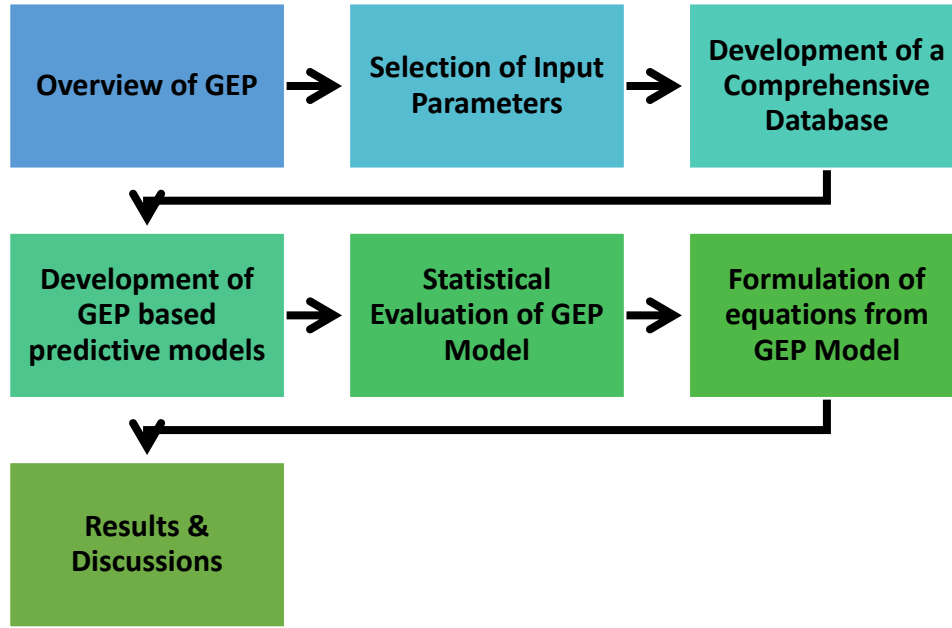 Overview of GEP
Selection of Input
Parameters
Development of a
Comprehensive
Database
Development of
GEP based
predictive models
Statistical
Evaluation of GEP
Model
Formulation of
equations from
GEP Model
Results &
Discussions